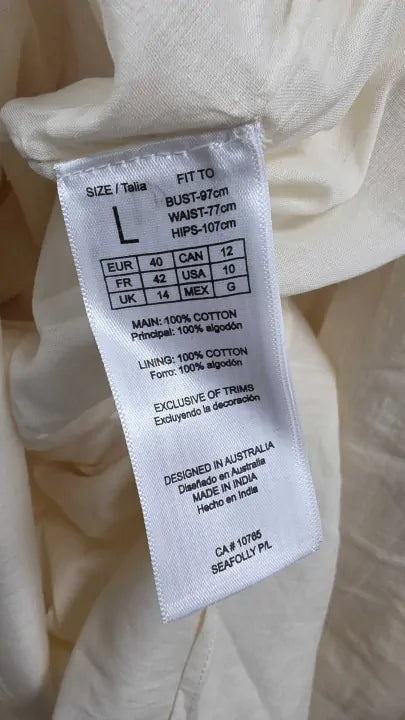 SIZE / Talla
L
FIT TO
BUST-97cm
WAIST-77cm
HIPS-107cm
EUR 40 CAN 12
FR 42 USA 10
UK 14 MEX G
MAIN: 100% COTTON
Principal: 100% algodón
LINING: 100% COTTON
Forro: 100% algodón
EXCLUSIVE OF TRIMS
Excluyendo la decoración
DESIGNED IN AUSTRALIA
Diseñado en Australia
MADE IN INDIA
Hecho en India
CA # 10765
SEAFOLLY P/L